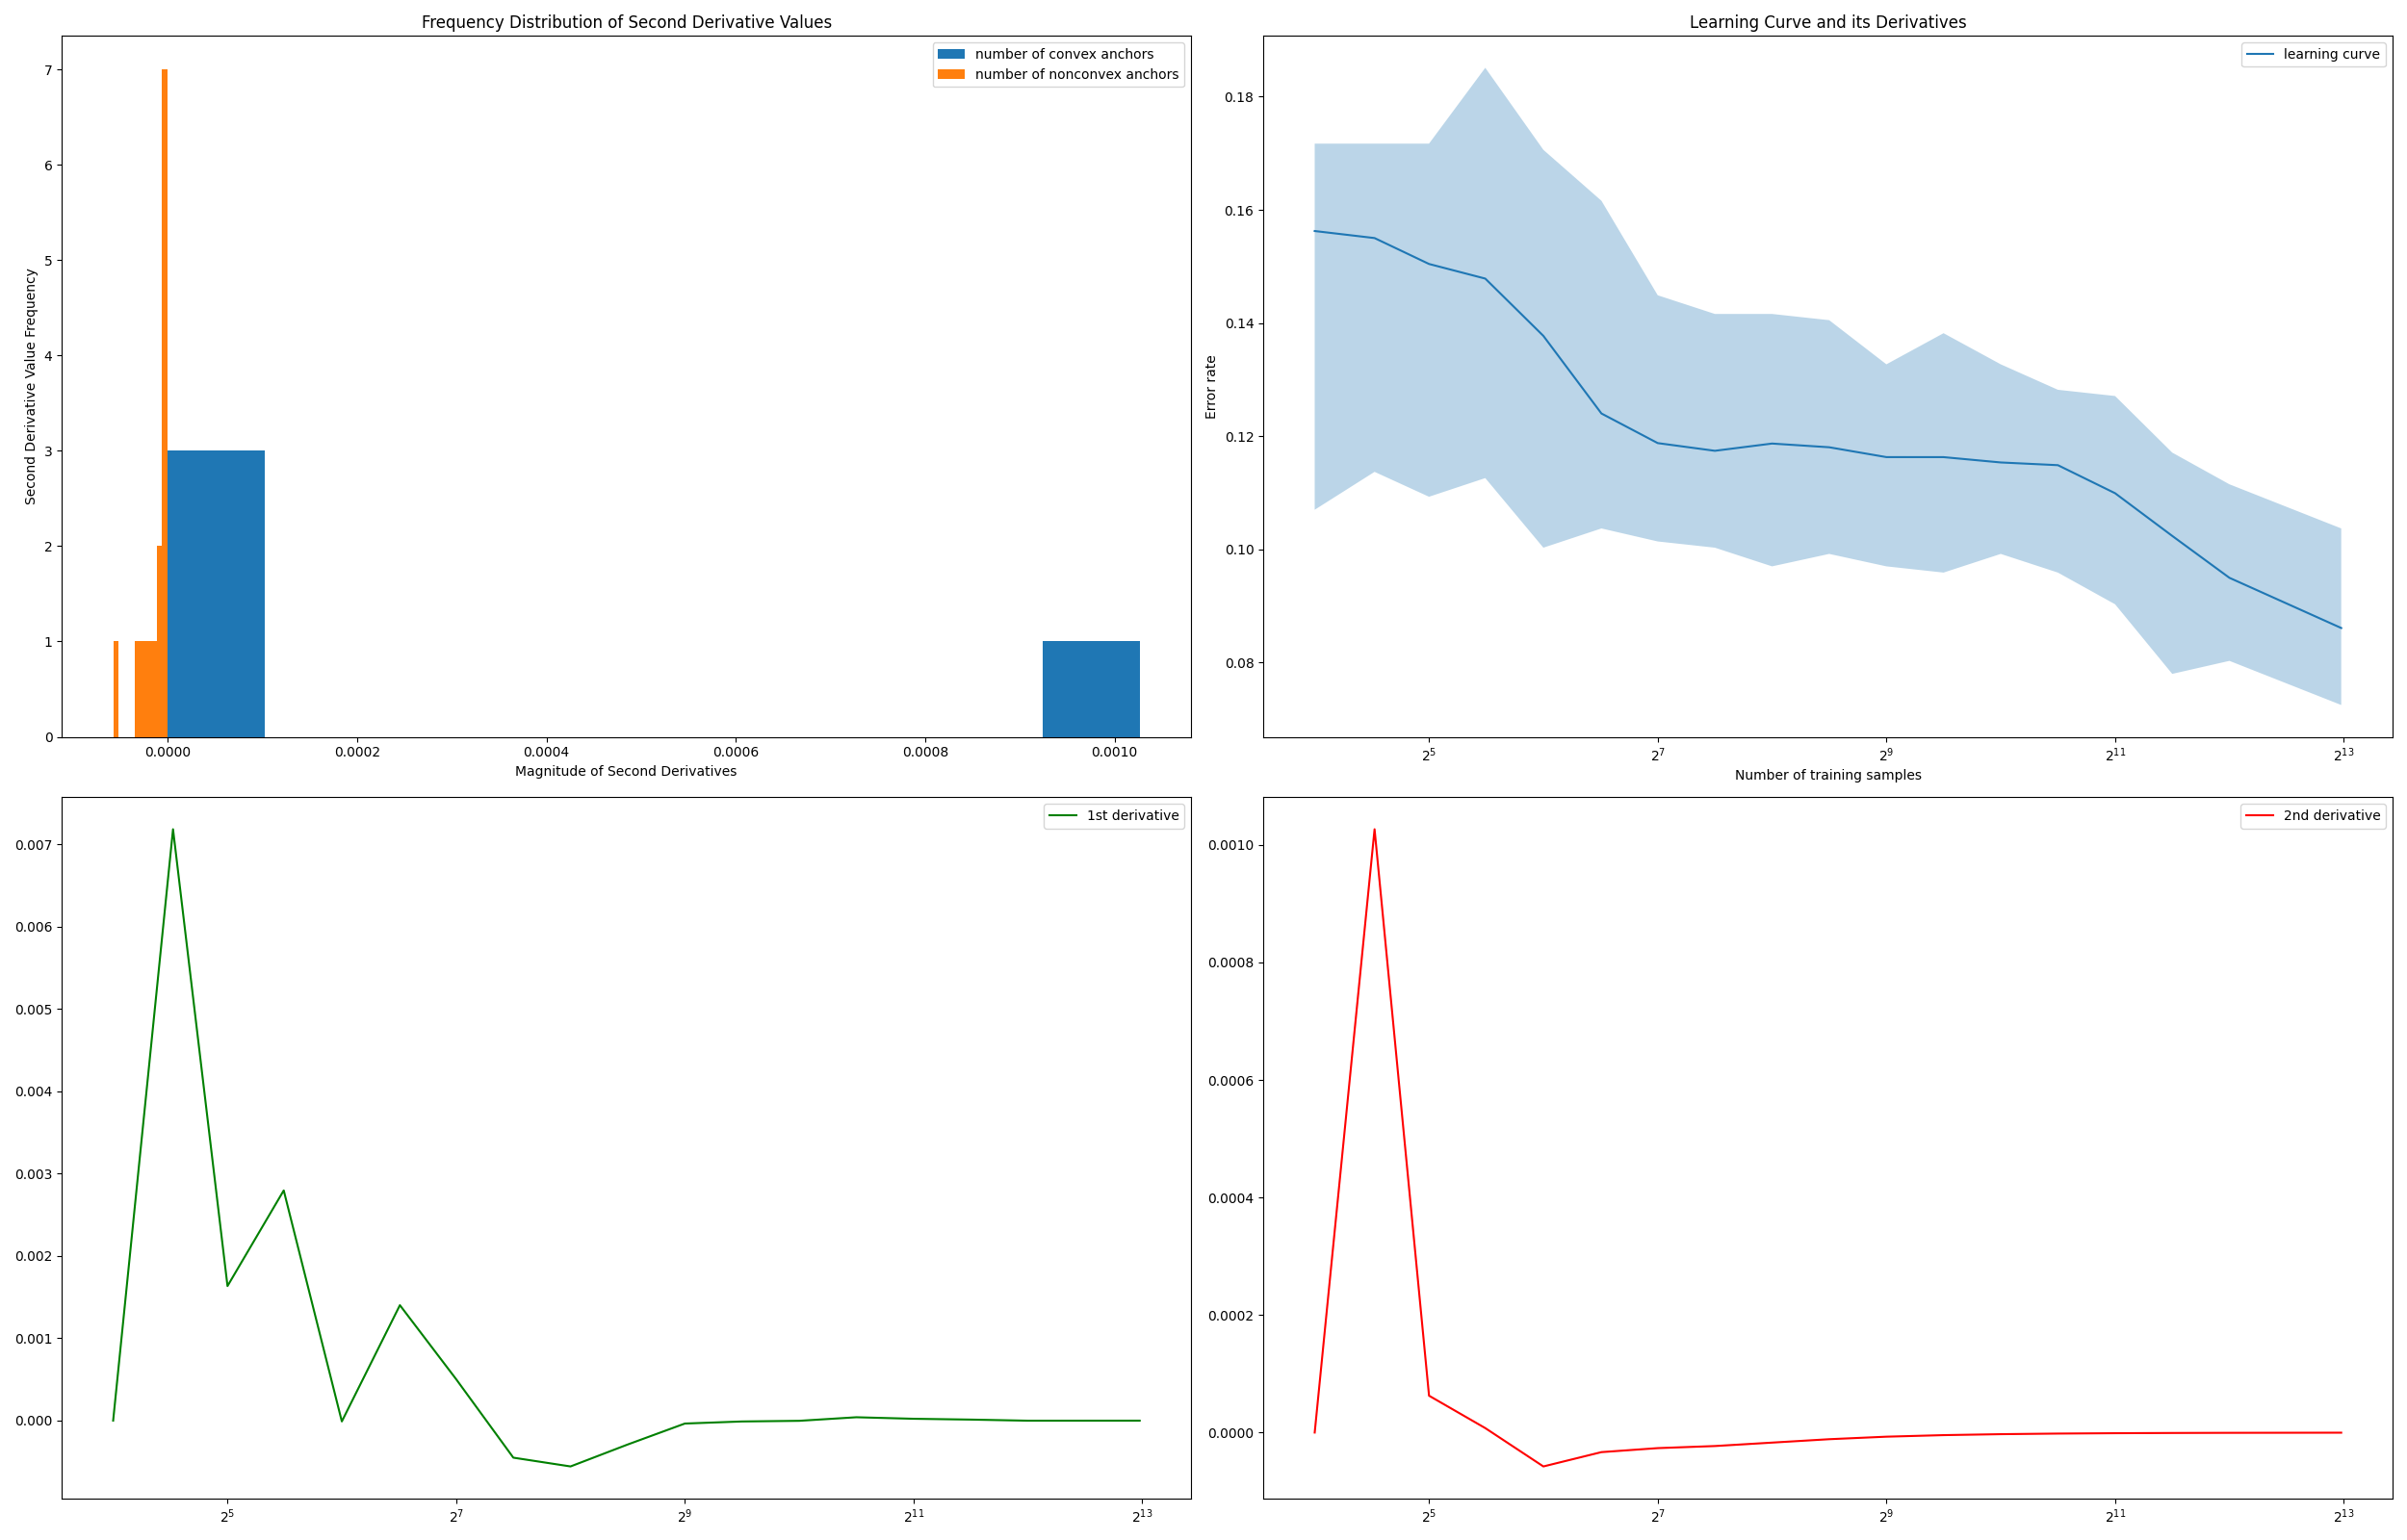 Frequency Distribution of Second Derivative Values
number of convex anchors
number of nonconvex anchors
7
6
5
4
3
2
1
0
Second Derivative Value Frequency
0.0000 0.0002 0.0004 0.0006 0.0008 0.0010
Magnitude of Second Derivatives
Learning Curve and its Derivatives
learning curve
0.18
0.16
0.14
0.12
0.10
0.08
Error rate
2^5 2^7 2^9 2^11 2^13
Number of training samples
1st derivative
0.007
0.006
0.005
0.004
0.003
0.002
0.001
0.000
2^5 2^7 2^9 2^11 2^13
2nd derivative
0.0010
0.0008
0.0006
0.0004
0.0002
0.0000
2^5 2^7 2^9 2^11 2^13